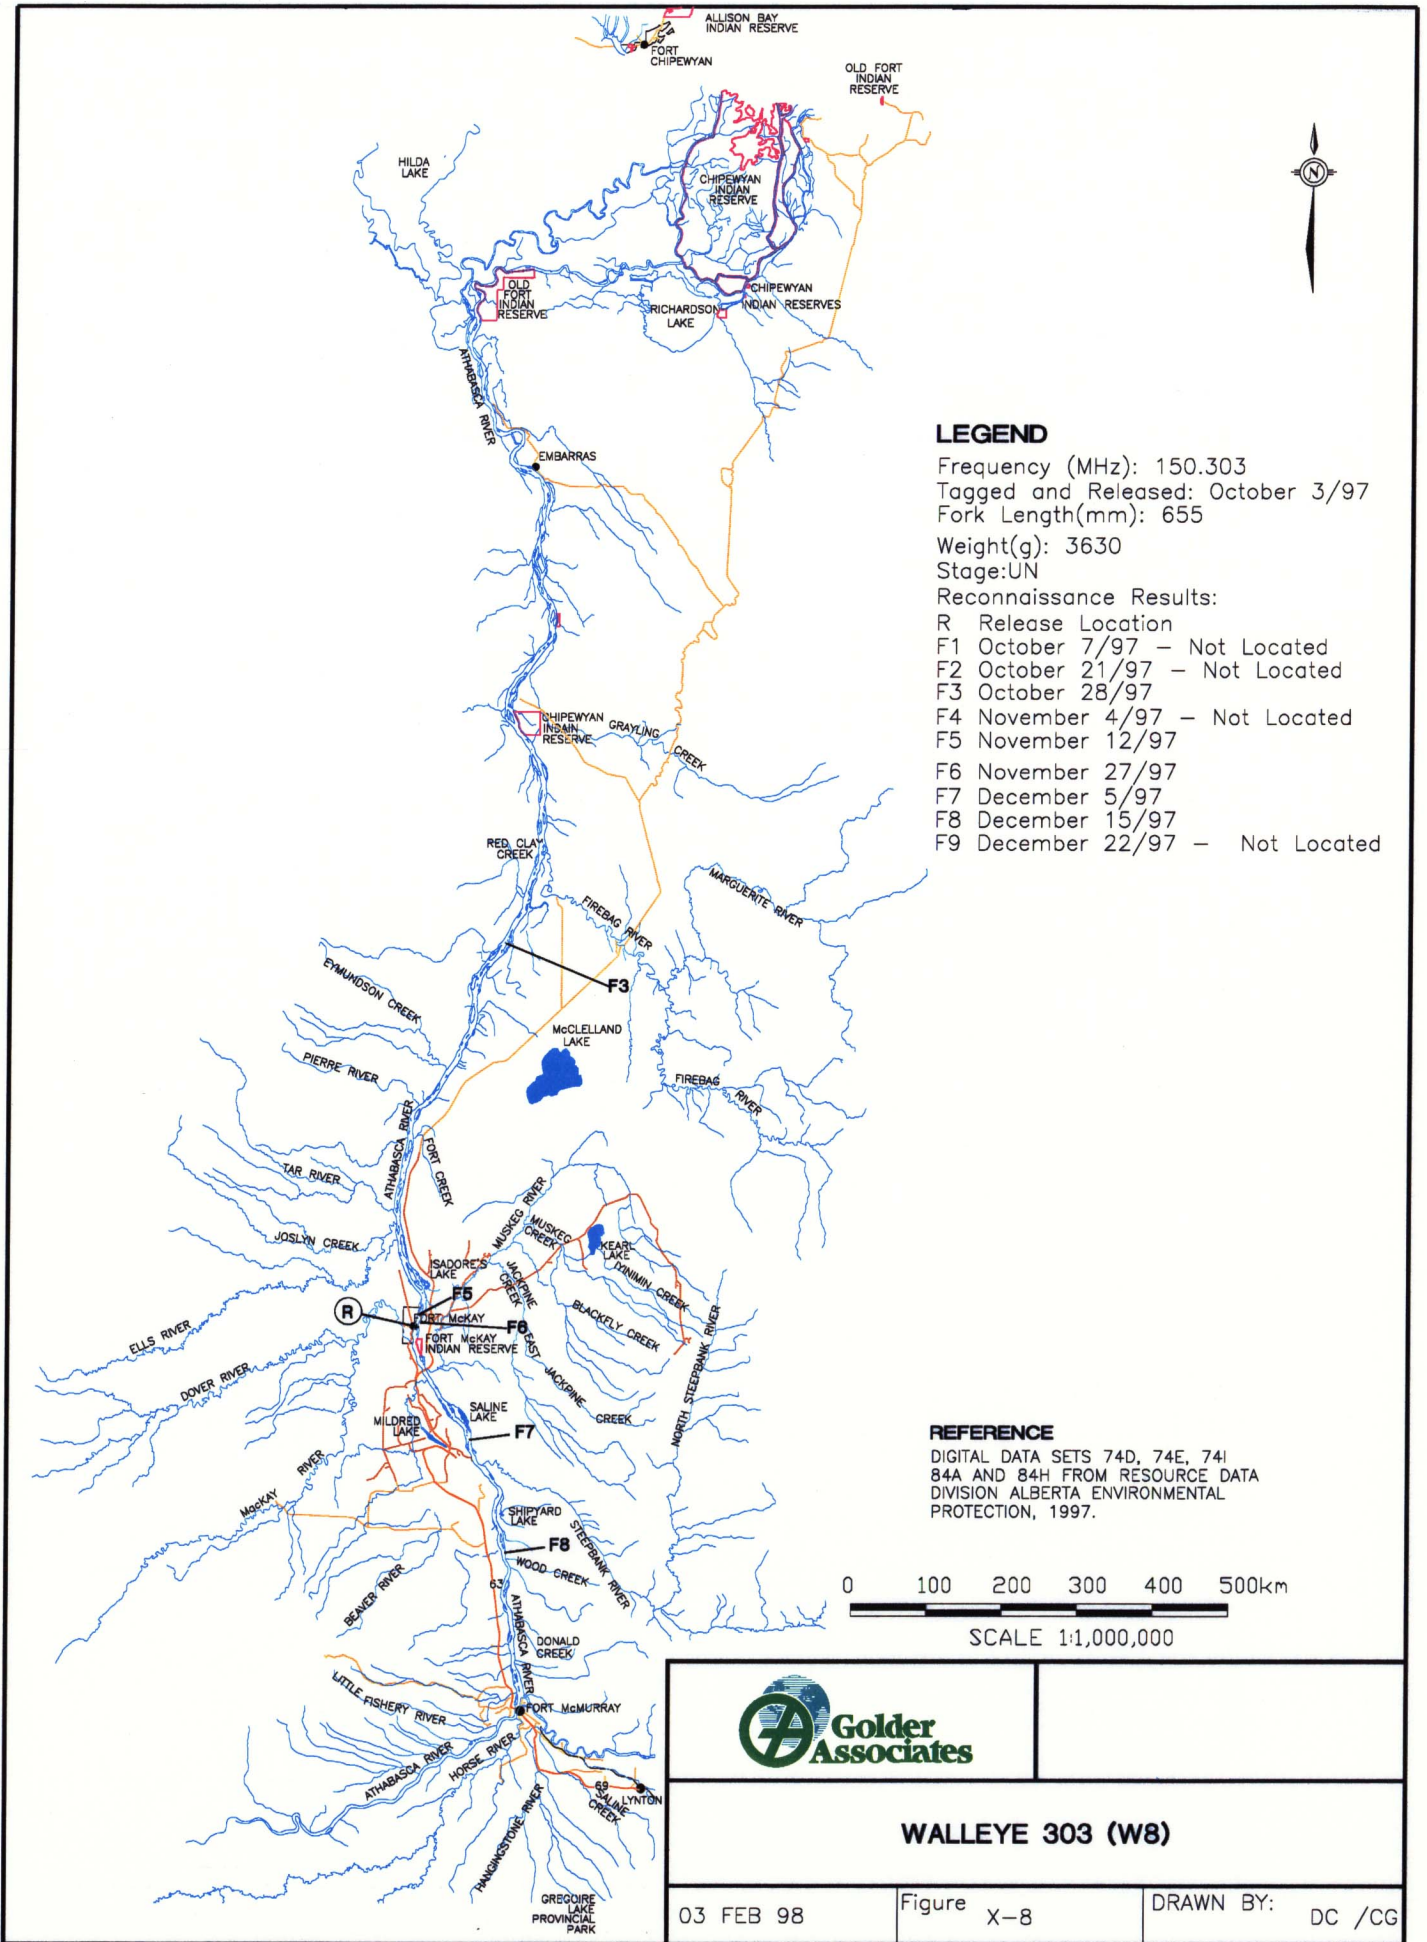 ALLISON BAY
INDIAN RESERVE
FORT
CHIPEWYAN
OLD FORT
INDIAN
RESERVE
HILDA
LAKE
CHIPEWYAN
INDIAN
RESERVE
N
OLD
FORT
INDIAN
RESERVE
CHIPEWYAN
INDIAN RESERVES
RICHARDSON
LAKE
ATHABASCA RIVER
EMBARRAS
LEGEND
Frequency (MHz): 150.303
Tagged and Released: October 3/97
Fork Length(mm): 655
Weight(g): 3630
Stage:UN
Reconnaissance Results:
R Release Location
F1 October 7/97 – Not Located
F2 October 21/97 – Not Located
F3 October 28/97
F4 November 4/97 – Not Located
F5 November 12/97
F6 November 27/97
F7 December 5/97
F8 December 15/97
F9 December 22/97 – Not Located
CHIPEWYAN
INDAIN
RESERVE
GRAYLING
CREEK
RED CLAY
CREEK
MARGUERITE RIVER
FIREBAG RIVER
F3
EYMUNDSON CREEK
McCLELLAND
LAKE
PIERRE RIVER
FIREBAG RIVER
ATHABASCA RIVER
FORT CREEK
TAR RIVER
MUSKEG RIVER
MUSKEG
CREEK
JOSLYN CREEK
KEARL
LAKE
ISADORE'S
LAKE
JACKPINE
CREEK
IYINIMIN CREEK
F5
R
FORT McKAY
F6
BLACKFLY CREEK
FORT McKAY
INDIAN RESERVE
EAST JACKPINE CREEK
NORTH STEEPBANK RIVER
ELLS RIVER
DOVER RIVER
SALINE
LAKE
MILDRED
LAKE
F7
MacKAY RIVER
SHIPYARD
LAKE
STEEPBANK RIVER
F8
WOOD CREEK
BEAVER RIVER
63
ATHABASCA RIVER
DONALD
CREEK
LITTLE FISHERY RIVER
FORT McMURRAY
ATHABASCA RIVER
HORSE RIVER
HANGINGSTONE RIVER
69
SALINE
CREEK
LYNTON
GREGOIRE
LAKE
PROVINCIAL
PARK
REFERENCE
DIGITAL DATA SETS 74D, 74E, 74I
84A AND 84H FROM RESOURCE DATA
DIVISION ALBERTA ENVIRONMENTAL
PROTECTION, 1997.
0 100 200 300 400 500km
SCALE 1:1,000,000
Golder
Associates
WALLEYE 303 (W8)
03 FEB 98
Figure
X-8
DRAWN BY:
DC /CG